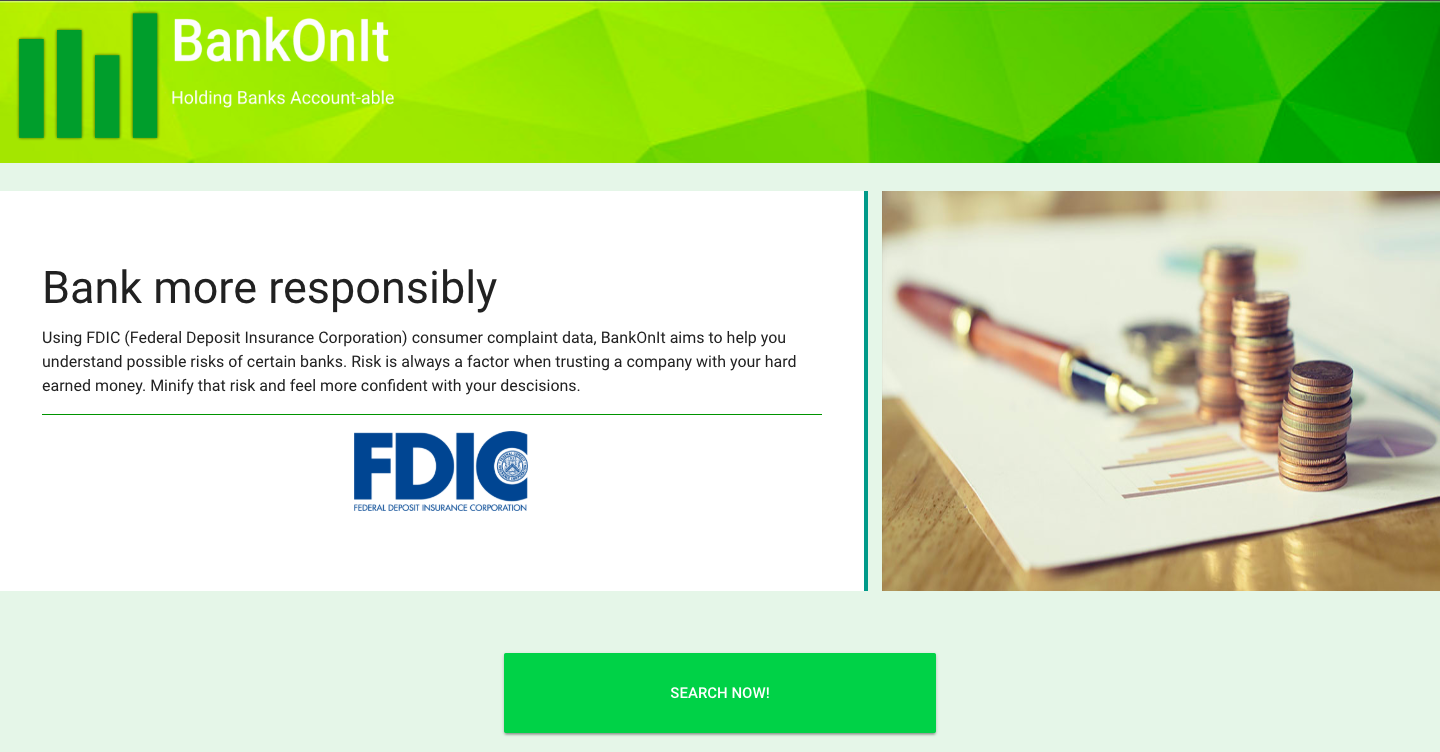 BankOnIt
Holding Banks Account-able
Bank more responsibly
Using FDIC (Federal Deposit Insurance Corporation) consumer complaint data, BankOnIt aims to help you
understand possible risks of certain banks. Risk is always a factor when trusting a company with your hard
earned money. Minify that risk and feel more confident with your descisions.
FDIC
FEDERAL DEPOSIT INSURANCE CORPORATION
SEARCH NOW!